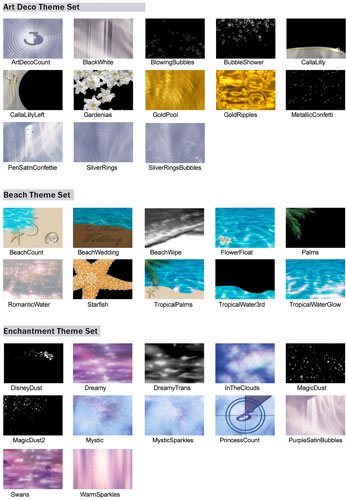 Art Deco Theme Set
ArtDecoCount BlackWhite BlowingBubbles BubbleShower CallaLilly
CallaLillyLeft Gardenias GoldPool GoldRipples MetallicConfetti
PeriSatinConfettie SilverRings SilverRingsBubbles
Beach Theme Set
BeachCount BeachWedding BeachWipe FlowerFloat Palms
RomanticWater Starfish TropicalPalms TropicalWater3rd TropicalWaterGlow
Enchantment Theme Set
DisneyDust Dreamy DreamyTrans InTheClouds MagicDust
MagicDust2 Mystic MysticSparkles PrincessCount PurpleSatinBubbles
Swans WarmSparkles